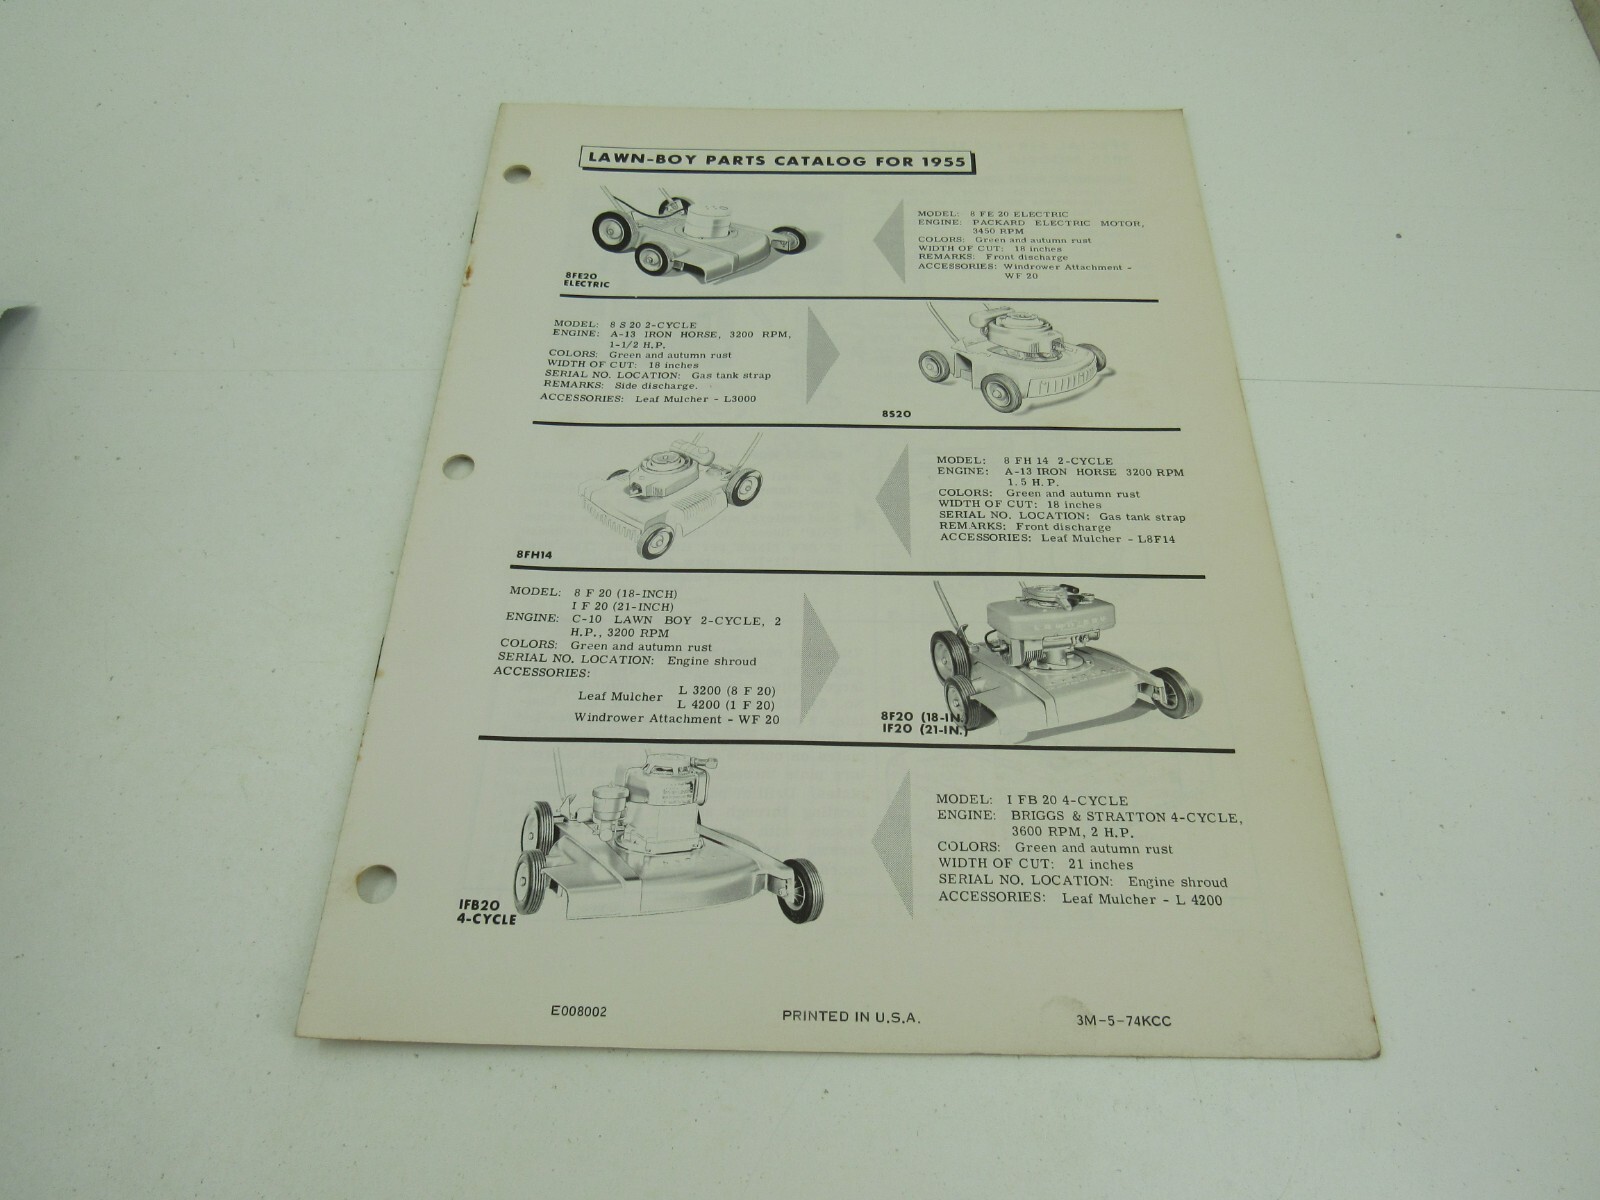 LAWN-BOY PARTS CATALOG FOR 1955
8FE20
ELECTRIC
MODEL: 8 FE 20 ELECTRIC
ENGINE: PACKARD ELECTRIC MOTOR,
3450 RPM
COLORS: Green and autumn rust
WIDTH OF CUT: 18 inches
REMARKS: Front discharge
ACCESSORIES: Windrower Attachment -
WF 20
MODEL: 8 S 20 2-CYCLE
ENGINE: A-13 IRON HORSE, 3200 RPM,
1-1/2 H.P.
COLORS: Green and autumn rust
WIDTH OF CUT: 18 inches
SERIAL NO. LOCATION: Gas tank strap
REMARKS: Side discharge.
ACCESSORIES: Leaf Mulcher - L3000
8S20
8FH14
MODEL: 8 FH 14 2-CYCLE
ENGINE: A-13 IRON HORSE 3200 RPM
1.5 H.P.
COLORS: Green and autumn rust
WIDTH OF CUT: 18 inches
SERIAL NO. LOCATION: Gas tank strap
REMARKS: Front discharge
ACCESSORIES: Leaf Mulcher - L8F14
MODEL: 8 F 20 (18-INCH)
1 F 20 (21-INCH)
ENGINE: C-10 LAWN BOY 2-CYCLE, 2
H.P., 3200 RPM
COLORS: Green and autumn rust
SERIAL NO. LOCATION: Engine shroud
ACCESSORIES:
Leaf Mulcher L 3200 (8 F 20)
L 4200 (1 F 20)
Windrower Attachment - WF 20
8F20 (18-IN.)
1F20 (21-IN.)
1FB20
4-CYCLE
MODEL: 1 FB 20 4-CYCLE
ENGINE: BRIGGS & STRATTON 4-CYCLE,
3600 RPM, 2 H.P.
COLORS: Green and autumn rust
WIDTH OF CUT: 21 inches
SERIAL NO. LOCATION: Engine shroud
ACCESSORIES: Leaf Mulcher - L 4200
E008002
PRINTED IN U.S.A.
3M-5-74KCC